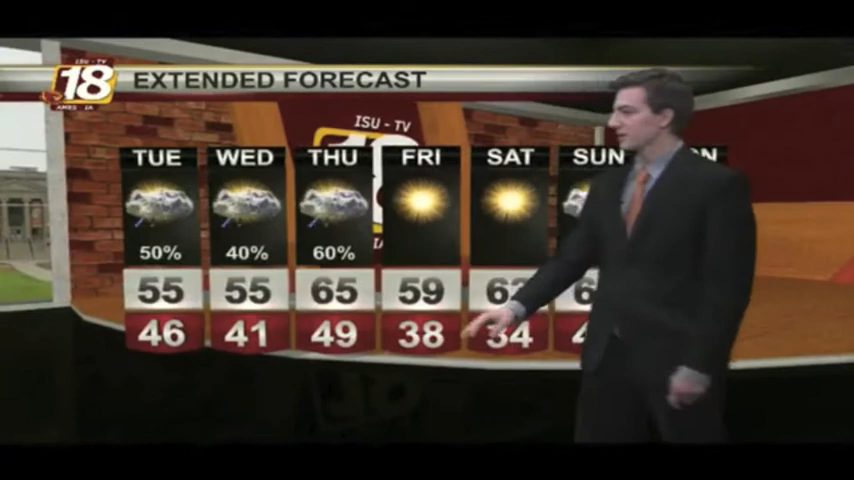 ISU - TV
18
AMES IA
EXTENDED FORECAST
ISU - TV
TUE WED THU FRI SAT SUN
50% 40% 60%
55 55 65 59
46 41 49 38 34